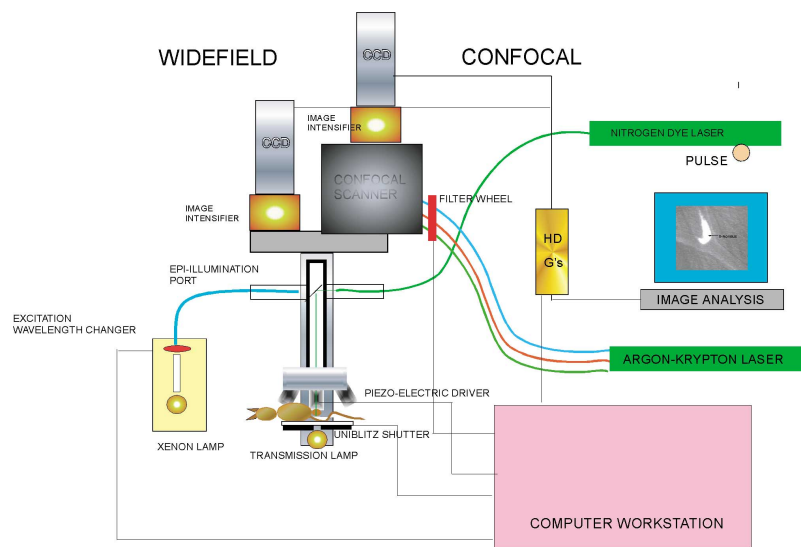 WIDEFIELD
CONFOCAL
CCD
CCD
IMAGE
INTENSIFIER
NITROGEN DYE LASER
PULSE
CONFOCAL
SCANNER
FILTER WHEEL
IMAGE
INTENSIFIER
HD
G's
EPI-ILLUMINATION
PORT
IMAGE ANALYSIS
EXCITATION
WAVELENGTH CHANGER
ARGON-KRYPTON LASER
PIEZO-ELECTRIC DRIVER
UNIBLITZ SHUTTER
XENON LAMP
TRANSMISSION LAMP
COMPUTER WORKSTATION